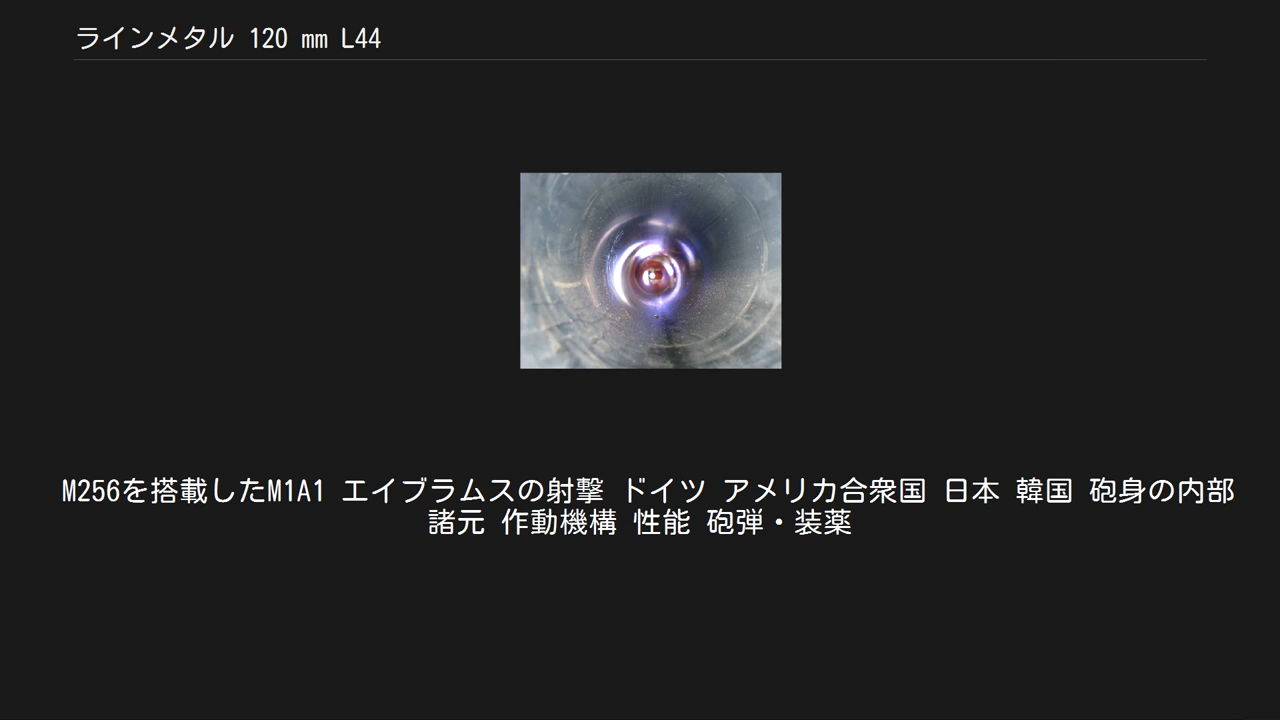 ラインメタル 120 mm L44
M256を搭載したM1A1 エイブラムスの射撃 ドイツ アメリカ合衆国 日本 韓国 砲身の内部
諸元 作動機構 性能 砲弾・装薬